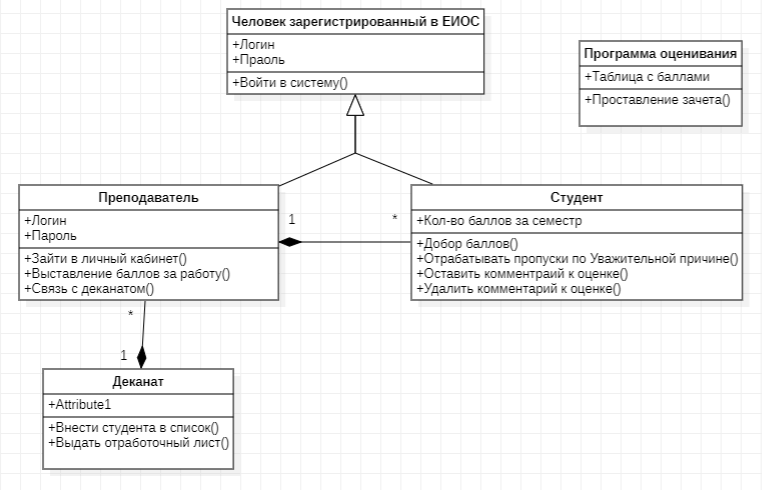 Человек зарегистрированный в ЕИОС
+Логин
+Праоль
+Войти в систему()
Программа оценивания
+Таблица с баллами
+Проставление зачета()
Преподаватель
+Логин
+Пароль
+Зайти в личный кабинет()
+Выставление баллов за работу()
+Связь с деканатом()
1
*
Студент
+Кол-во баллов за семестр
+Добор баллов()
+Отрабатывать пропуски по Уважительной причине()
+Оставить комментраий к оценке()
+Удалить комментарий к оценке()
*
1
Деканат
+Attribute1
+Внести студента в список()
+Выдать отработочный лист()